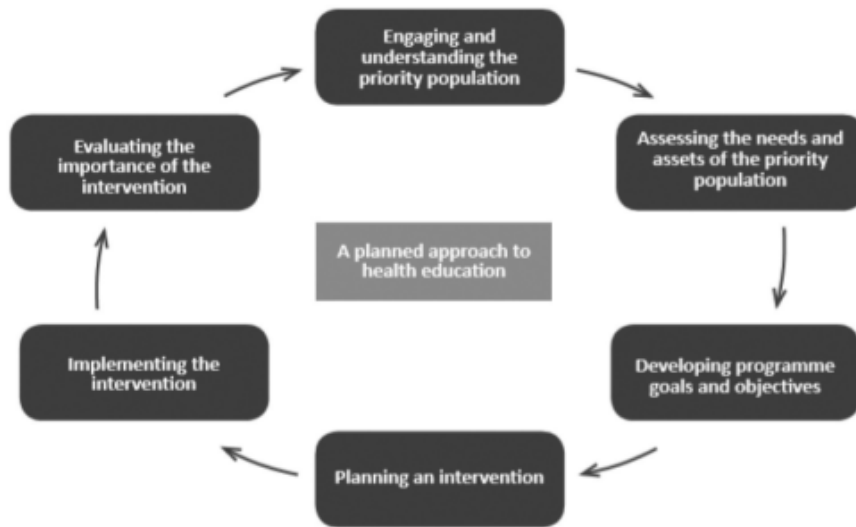 Engaging and
understanding the
priority population
Assessing the needs and
assets of the priority
population
Developing programme
goals and objectives
Planning an intervention
Implementing the
intervention
Evaluating the
importance of the
intervention
A planned approach to
health education